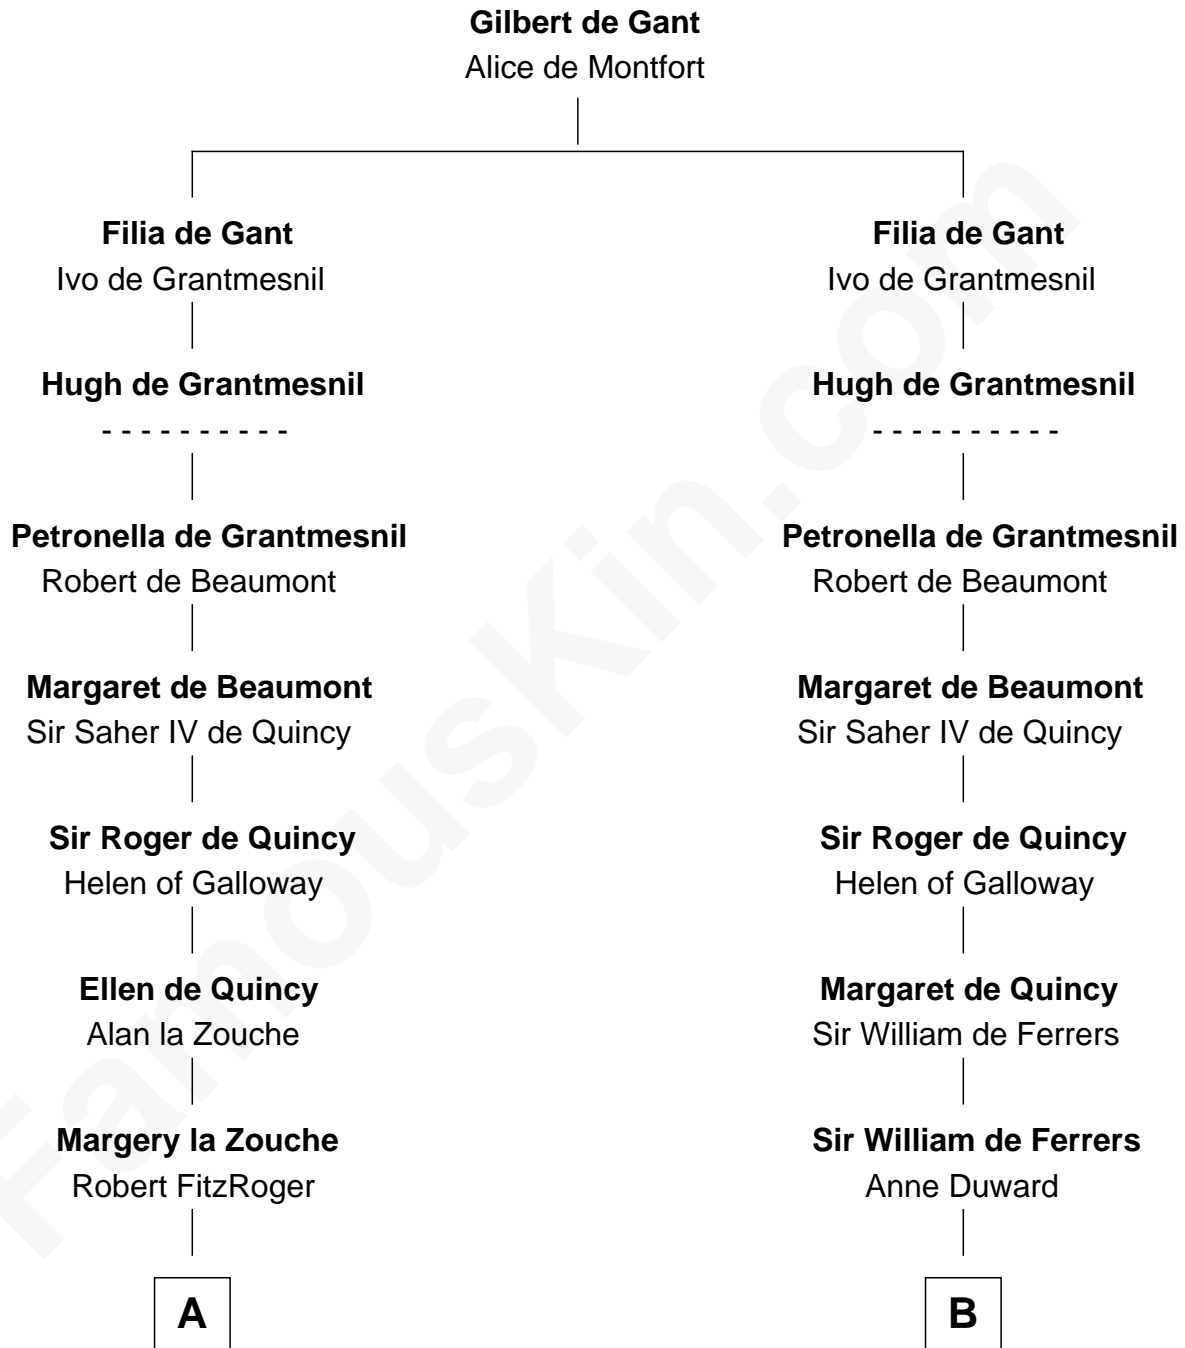 Gilbert de Gant
Alice de Montfort
Filia de Gant
Ivo de Grantmesnil
Hugh de Grantmesnil
- - - - - - - - - -
Petronella de Grantmesnil
Robert de Beaumont
Margaret de Beaumont
Sir Saher IV de Quincy
Sir Roger de Quincy
Helen of Galloway
Ellen de Quincy
Alan la Zouche
Margery la Zouche
Robert FitzRoger
A
Filia de Gant
Ivo de Grantmesnil
Hugh de Grantmesnil
- - - - - - - - - -
Petronella de Grantmesnil
Robert de Beaumont
Margaret de Beaumont
Sir Saher IV de Quincy
Sir Roger de Quincy
Helen of Galloway
Margaret de Quincy
Sir William de Ferrers
Sir William de Ferrers
Anne Duward
B
FamousKin.com